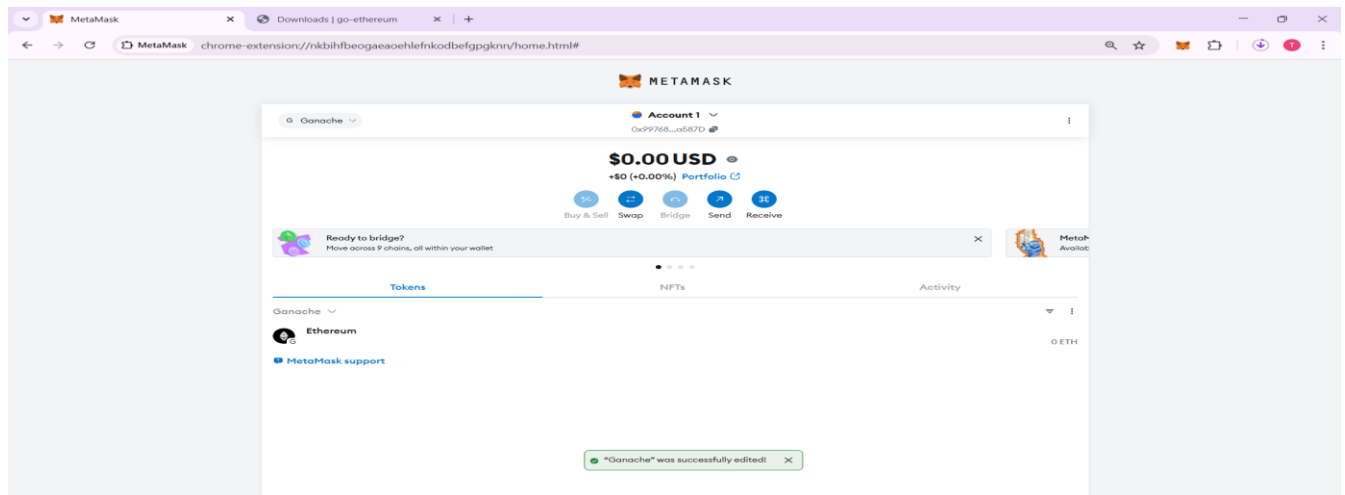 MetaMask
Downloads | go-ethereum
MetaMask
chrome-extension://nkbihfbeogaeaoehlefnkodbefgpgknn/home.html#
T
METAMASK
G Ganache
Account 1
0x99768...a587D
$0.00 USD
+$0 (+0.00%) Portfolio
Buy & Sell Swap Bridge Send Receive
Ready to bridge?
Move across 9 chains, all within your wallet
MetaM
Availab
Tokens NFTs Activity
Ganache
Ethereum
G
0 ETH
MetaMask support
"Ganache" was successfully edited!